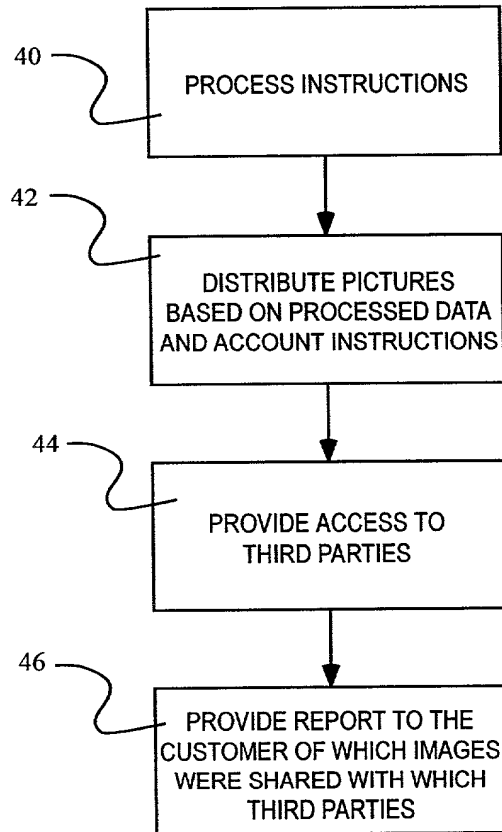 40
PROCESS INSTRUCTIONS
42
DISTRIBUTE PICTURES
BASED ON PROCESSED DATA
AND ACCOUNT INSTRUCTIONS
44
PROVIDE ACCESS TO
THIRD PARTIES
46
PROVIDE REPORT TO THE
CUSTOMER OF WHICH IMAGES
WERE SHARED WITH WHICH
THIRD PARTIES